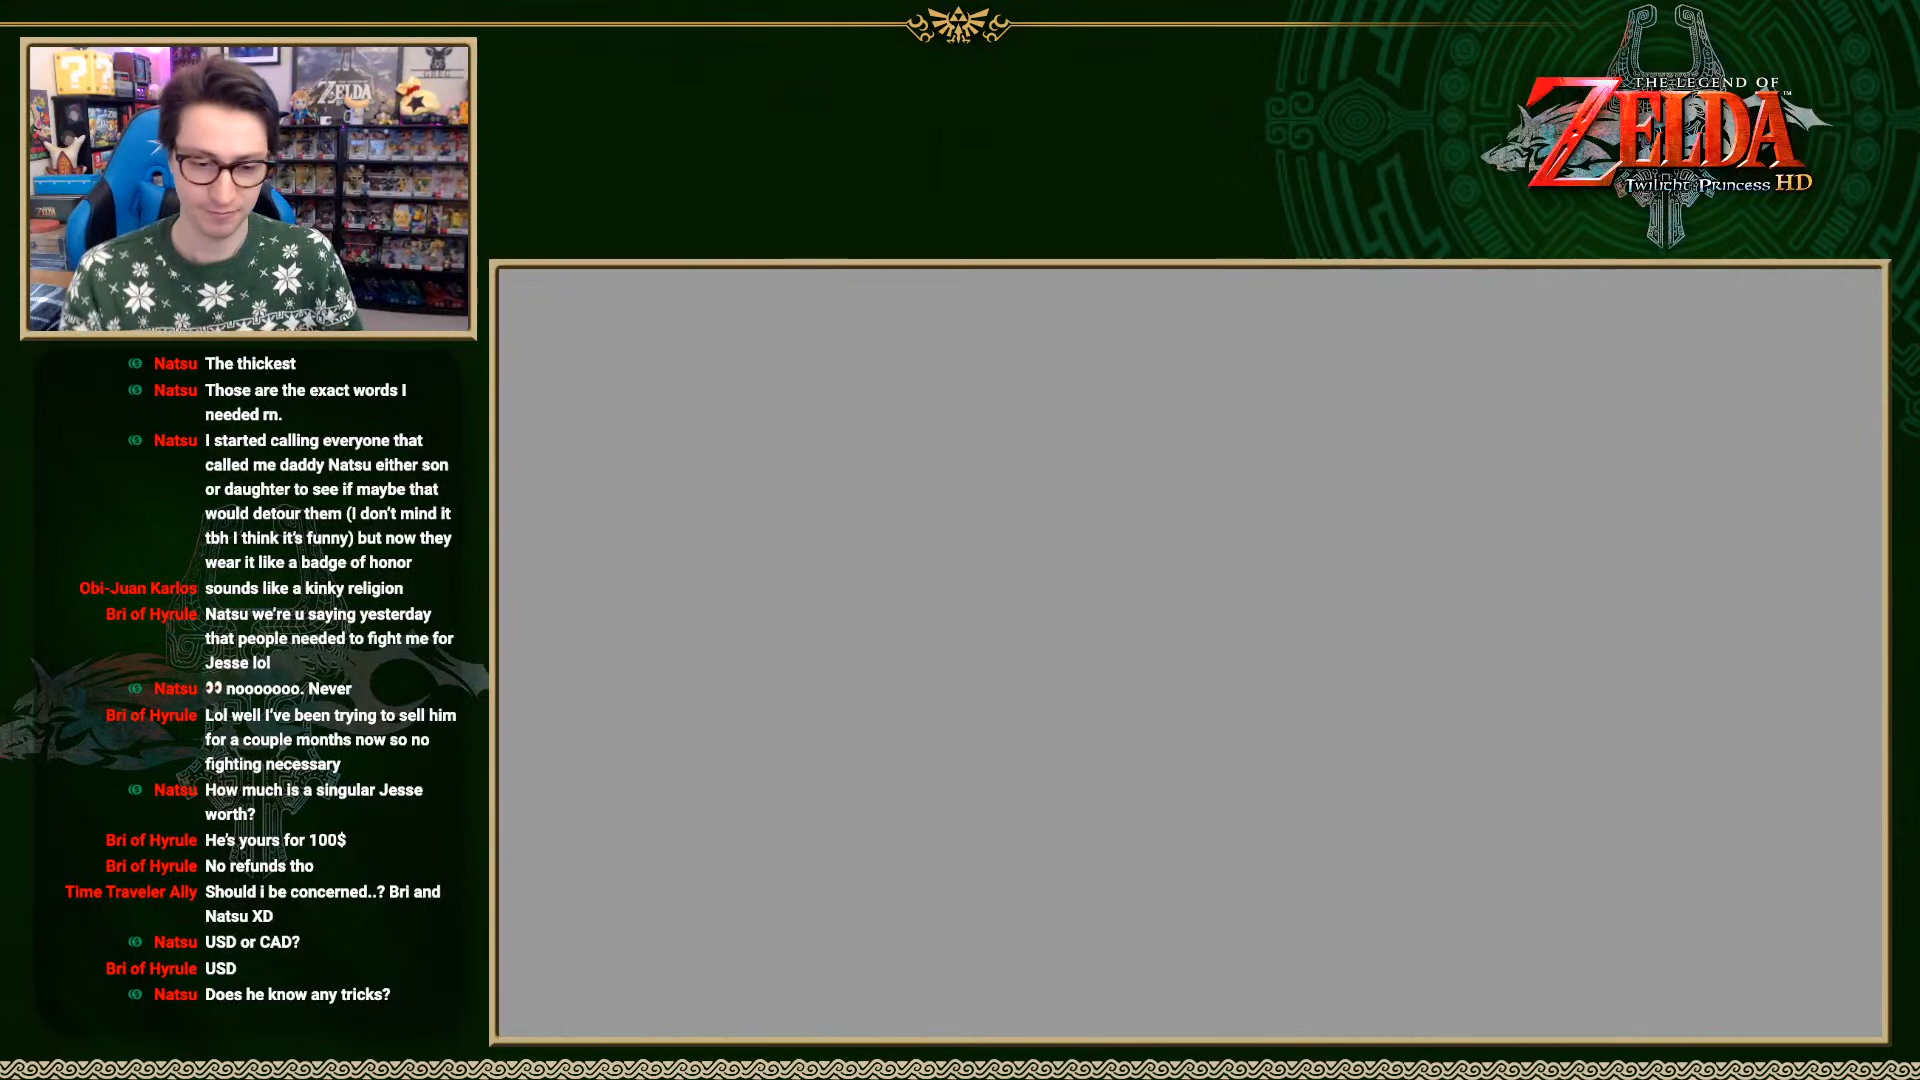 THE LEGEND OF
ZELDA™
Twilight Princess HD
ZELDA
Natsu The thickest
Natsu Those are the exact words I
needed rn.
Natsu I started calling everyone that
called me daddy Natsu either son
or daughter to see if maybe that
would detour them (I don't mind it
tbh I think it's funny) but now they
wear it like a badge of honor
Obi-Juan Karlos sounds like a kinky religion
Bri of Hyrule Natsu we're u saying yesterday
that people needed to fight me for
Jesse lol
Natsu 👀 nooooooo. Never
Bri of Hyrule Lol well I've been trying to sell him
for a couple months now so no
fighting necessary
Natsu How much is a singular Jesse
worth?
Bri of Hyrule He's yours for 100$
Bri of Hyrule No refunds tho
Time Traveler Ally Should i be concerned..? Bri and
Natsu XD
Natsu USD or CAD?
Bri of Hyrule USD
Natsu Does he know any tricks?